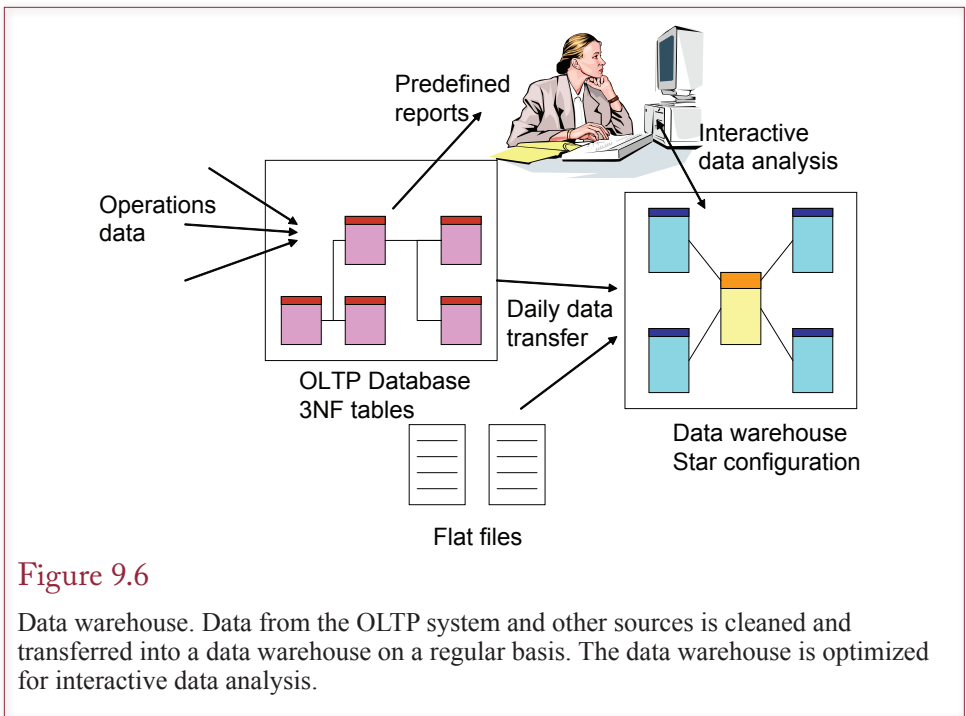 Predefined
reports
Interactive
data analysis
Operations
data
Daily data
transfer
OLTP Database
3NF tables
Data warehouse
Star configuration
Flat files
Figure 9.6
Data warehouse. Data from the OLTP system and other sources is cleaned and
transferred into a data warehouse on a regular basis. The data warehouse is optimized
for interactive data analysis.